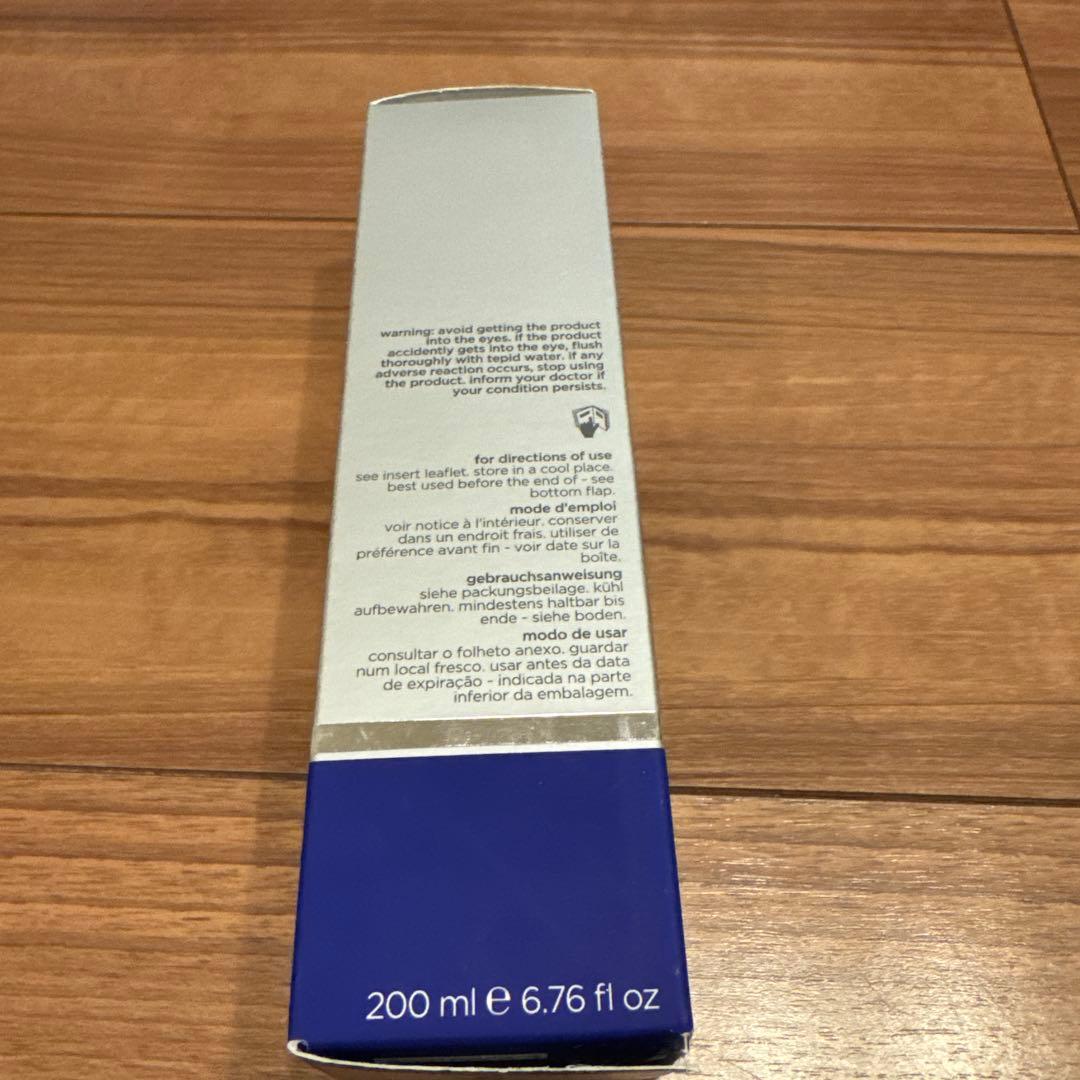 warning: avoid getting the product
into the eyes. if the product
accidently gets into the eye, flush
thoroughly with tepid water. if any
adverse reaction occurs, stop using
the product. inform your doctor if
your condition persists.
for directions of use
see insert leaflet. store in a cool place.
best used before the end of - see
bottom flap.
mode d'emploi
voir notice à l'intérieur. conserver
dans un endroit frais. utiliser de
préférence avant fin - voir date sur la
boîte.
gebrauchsanweisung
siehe packungsbeilage. kühl
aufbewahren. mindestens haltbar bis
ende - siehe boden.
modo de usar
consultar o folheto anexo. guardar
num local fresco. usar antes da data
de expiração - indicada na parte
inferior da embalagem.
200 ml e 6.76 fl oz